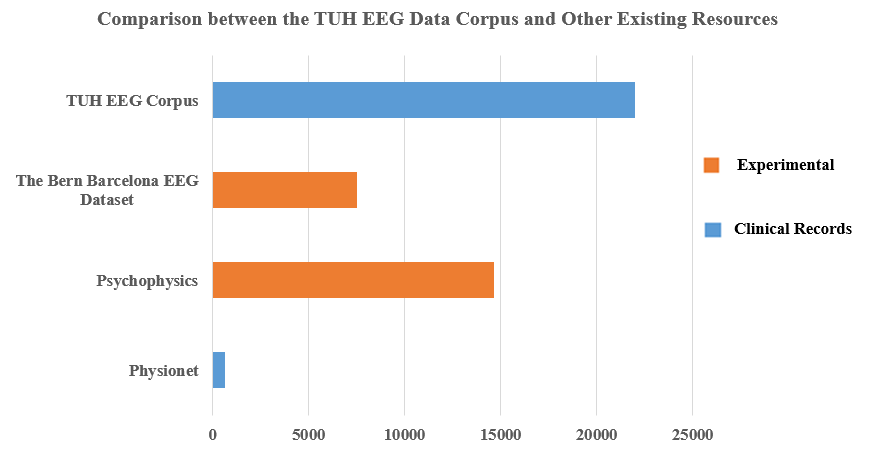 Comparison between the TUH EEG Data Corpus and Other Existing Resources
TUH EEG Corpus
The Bern Barcelona EEG
Dataset
Psychophysics
Physionet
0 5000 10000 15000 20000 25000
Experimental
Clinical Records